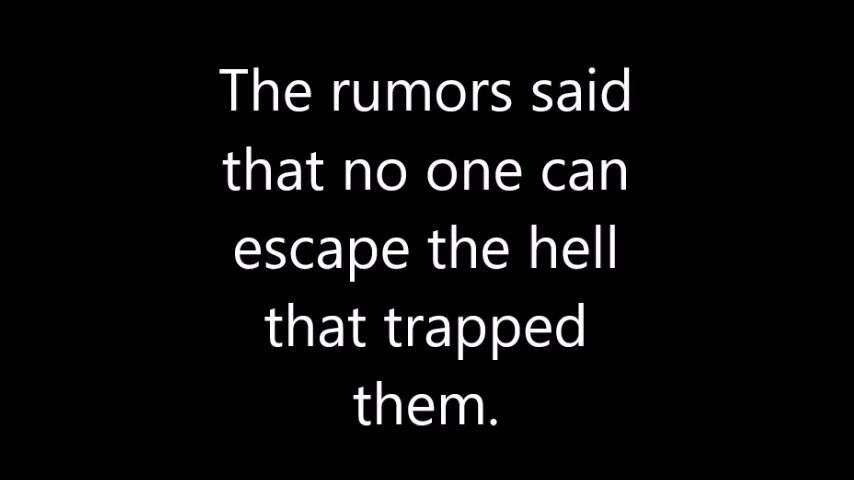 The rumors said
that no one can
escape the hell
that trapped
them.